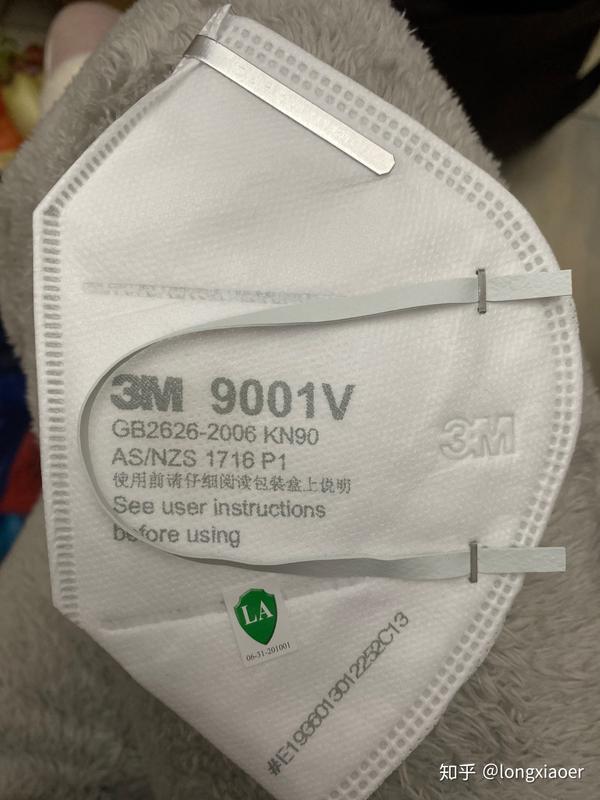 3M 9001V
GB2626-2006 KN90
AS/NZS 1716 P1
使用前请仔细阅读包装盒上说明
See user instructions
before using
3M
LA
06-31-201001
#E1936013012252C13
知乎 @longxiaoer